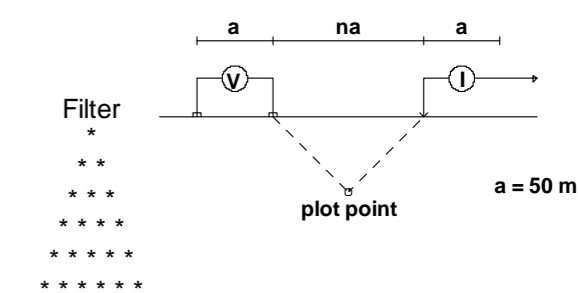 a na a
V I
Filter
*
* *
* * *
* * * *
* * * * *
* * * * * *
a = 50 m
plot point